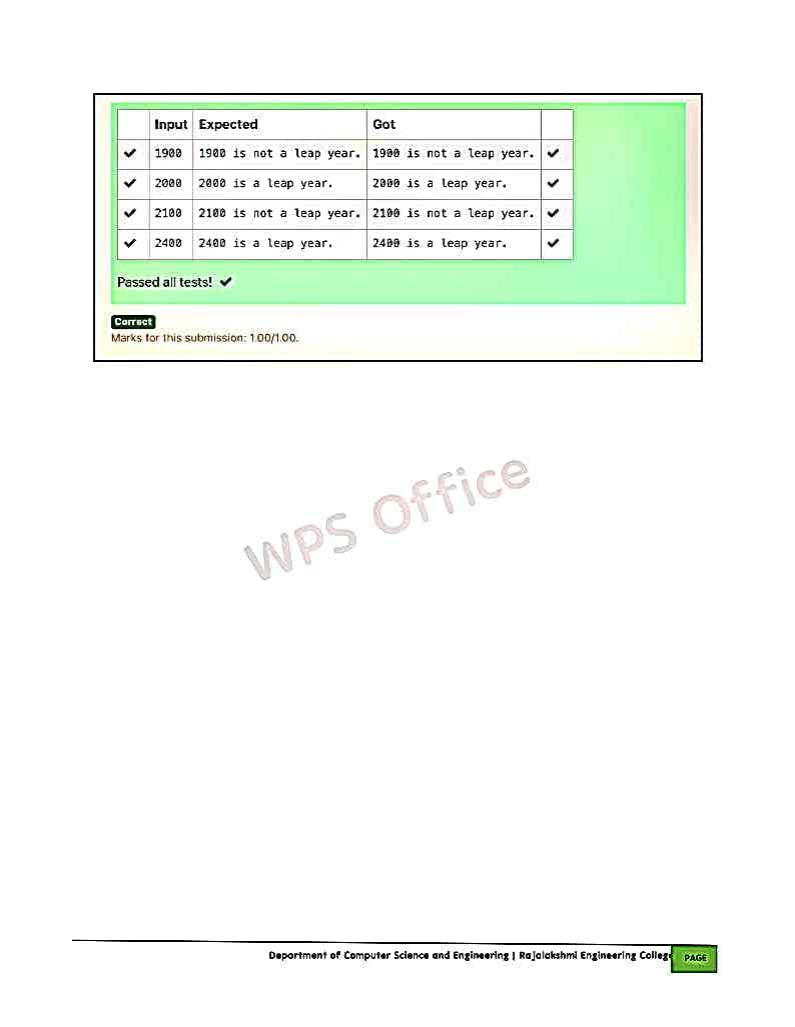 Input Expected Got
✔ 1900 1900 is not a leap year. 1900 is not a leap year. ✔
✔ 2000 2000 is a leap year. 2000 is a leap year. ✔
✔ 2100 2100 is not a leap year. 2100 is not a leap year. ✔
✔ 2400 2400 is a leap year. 2400 is a leap year. ✔
Passed all tests! ✔
Correct
Marks for this submission: 1.00/1.00.
WPS Office
Department of Computer Science and Engineering | Rajalakshmi Engineering College PAGE